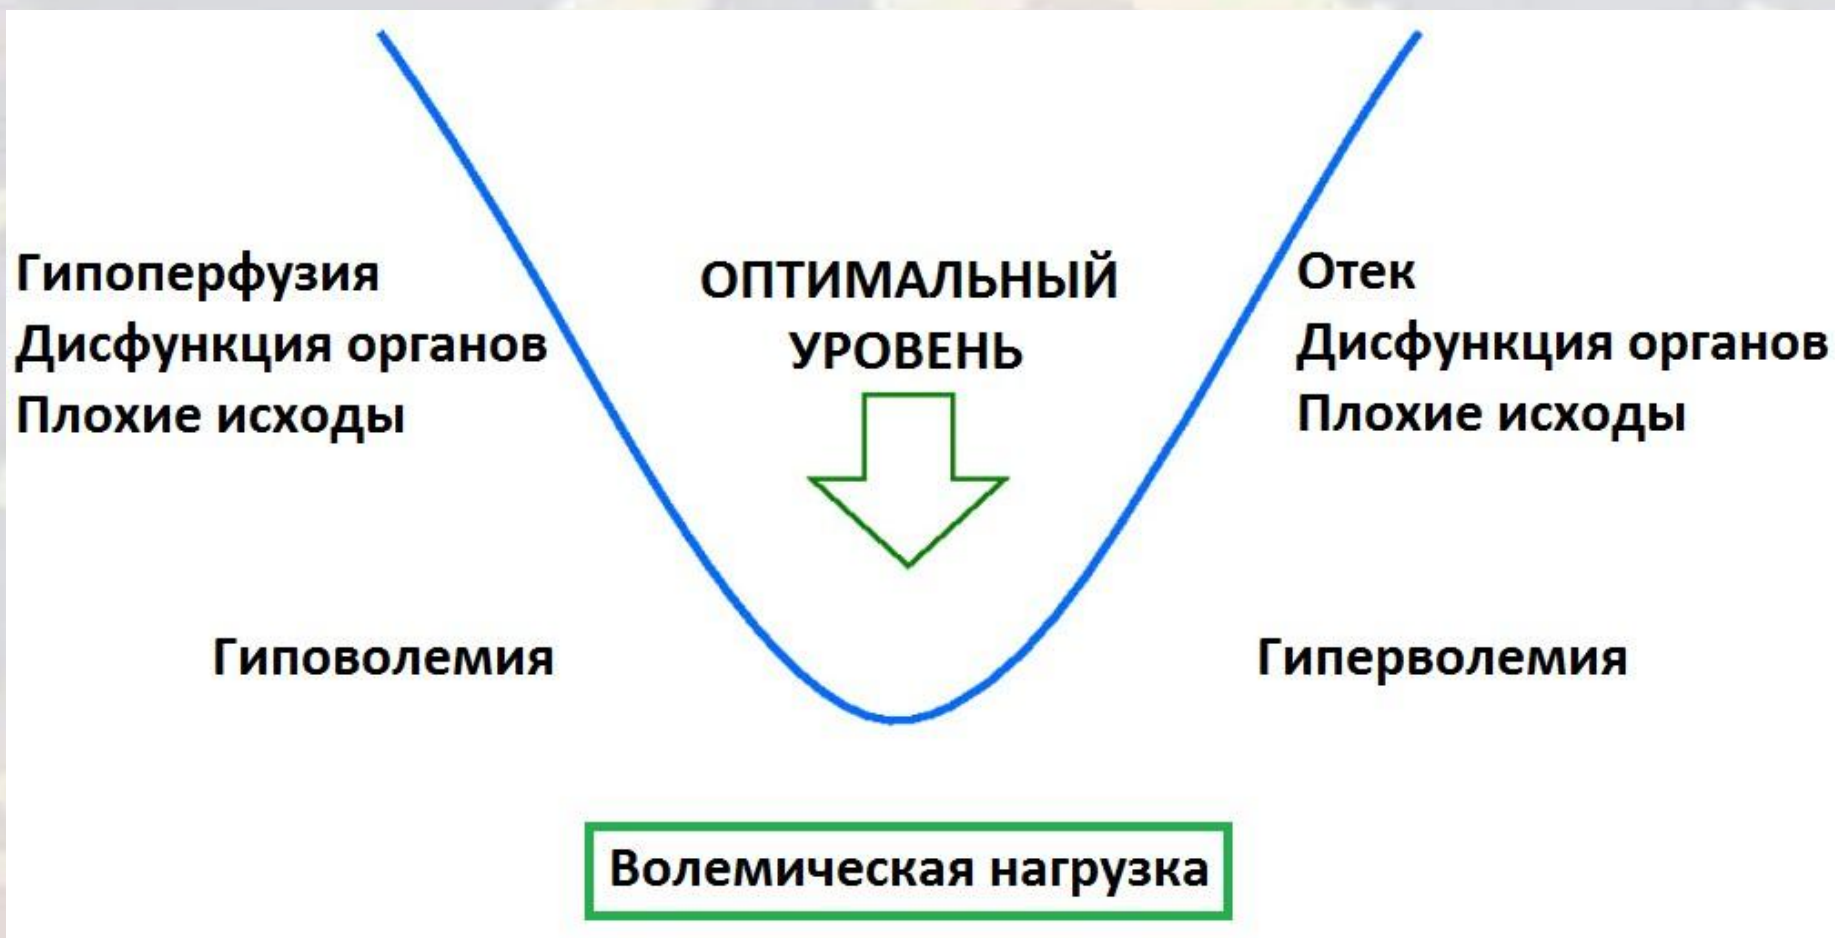 Гипоперфузия
Дисфункция органов
Плохие исходы
ОПТИМАЛЬНЫЙ
УРОВЕНЬ
Отек
Дисфункция органов
Плохие исходы
Гиповолемия
Гиперволемия
Волемическая нагрузка